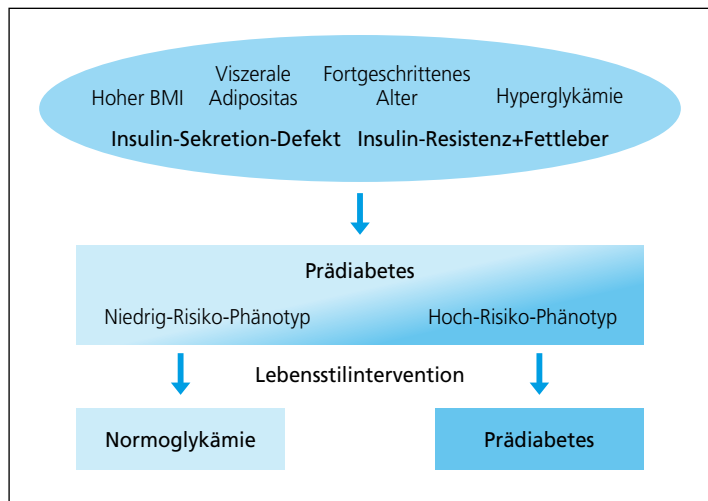 Hoher BMI
Viszerale
Adipositas
Fortgeschrittenes
Alter
Hyperglykämie
Insulin-Sekretion-Defekt
Insulin-Resistenz+Fettleber
Prädiabetes
Niedrig-Risiko-Phänotyp
Hoch-Risiko-Phänotyp
Lebensstilintervention
Normoglykämie
Prädiabetes